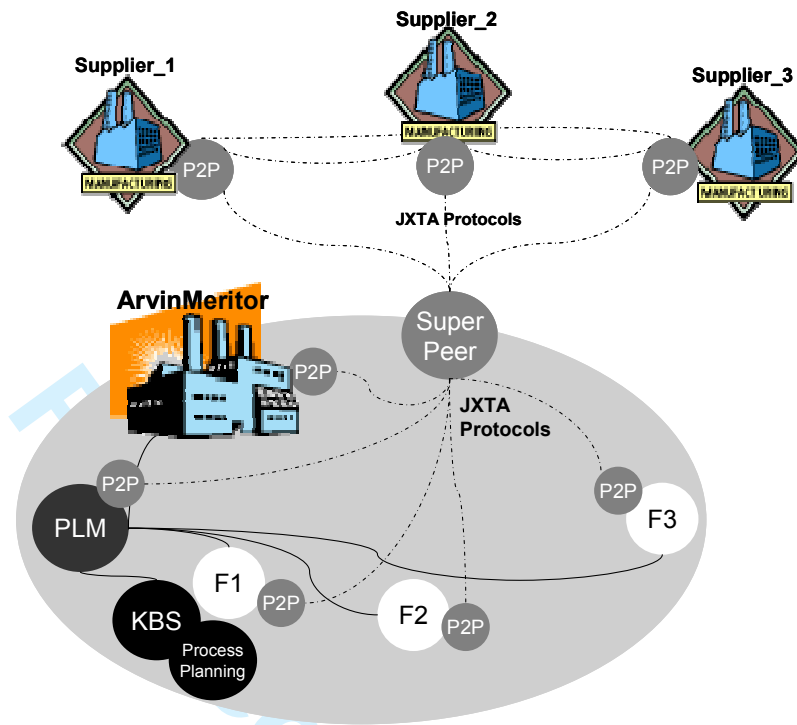 Supplier_2
Supplier_1
Supplier_3
MANUFACTURING
MANUFACTURING
MANUFACTURING
P2P
P2P
P2P
JXTA Protocols
ArvinMeritor
Super
Peer
P2P
JXTA
Protocols
P2P
P2P
PLM
F3
F1
P2P
F2
P2P
KBS
Process
Planning